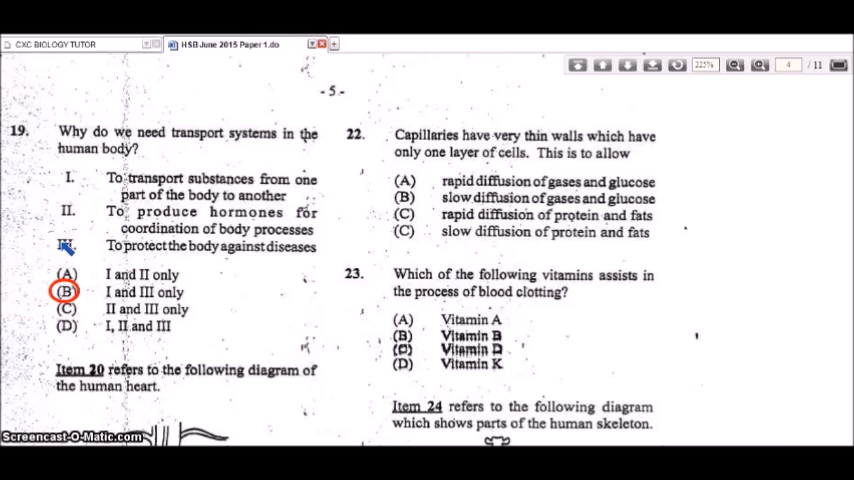 CXC BIOLOGY TUTOR
HSB June 2015 Paper 1.do
225%
4
/ 11
- 5 -
19. Why do we need transport systems in the
human body?
I. To transport substances from one
part of the body to another
II. To produce hormones for
coordination of body processes
III. To protect the body against diseases
(A) I and II only
(B) I and III only
(C) II and III only
(D) I, II and III
Item 20 refers to the following diagram of
the human heart.
22. Capillaries have very thin walls which have
only one layer of cells. This is to allow
(A) rapid diffusion of gases and glucose
(B) slow diffusion of gases and glucose
(C) rapid diffusion of protein and fats
(C) slow diffusion of protein and fats
23. Which of the following vitamins assists in
the process of blood clotting?
(A) Vitamin A
(B) Vitamin B
(C) Vitamin D
(D) Vitamin K
Item 24 refers to the following diagram
which shows parts of the human skeleton.
Screencast-O-Matic.com